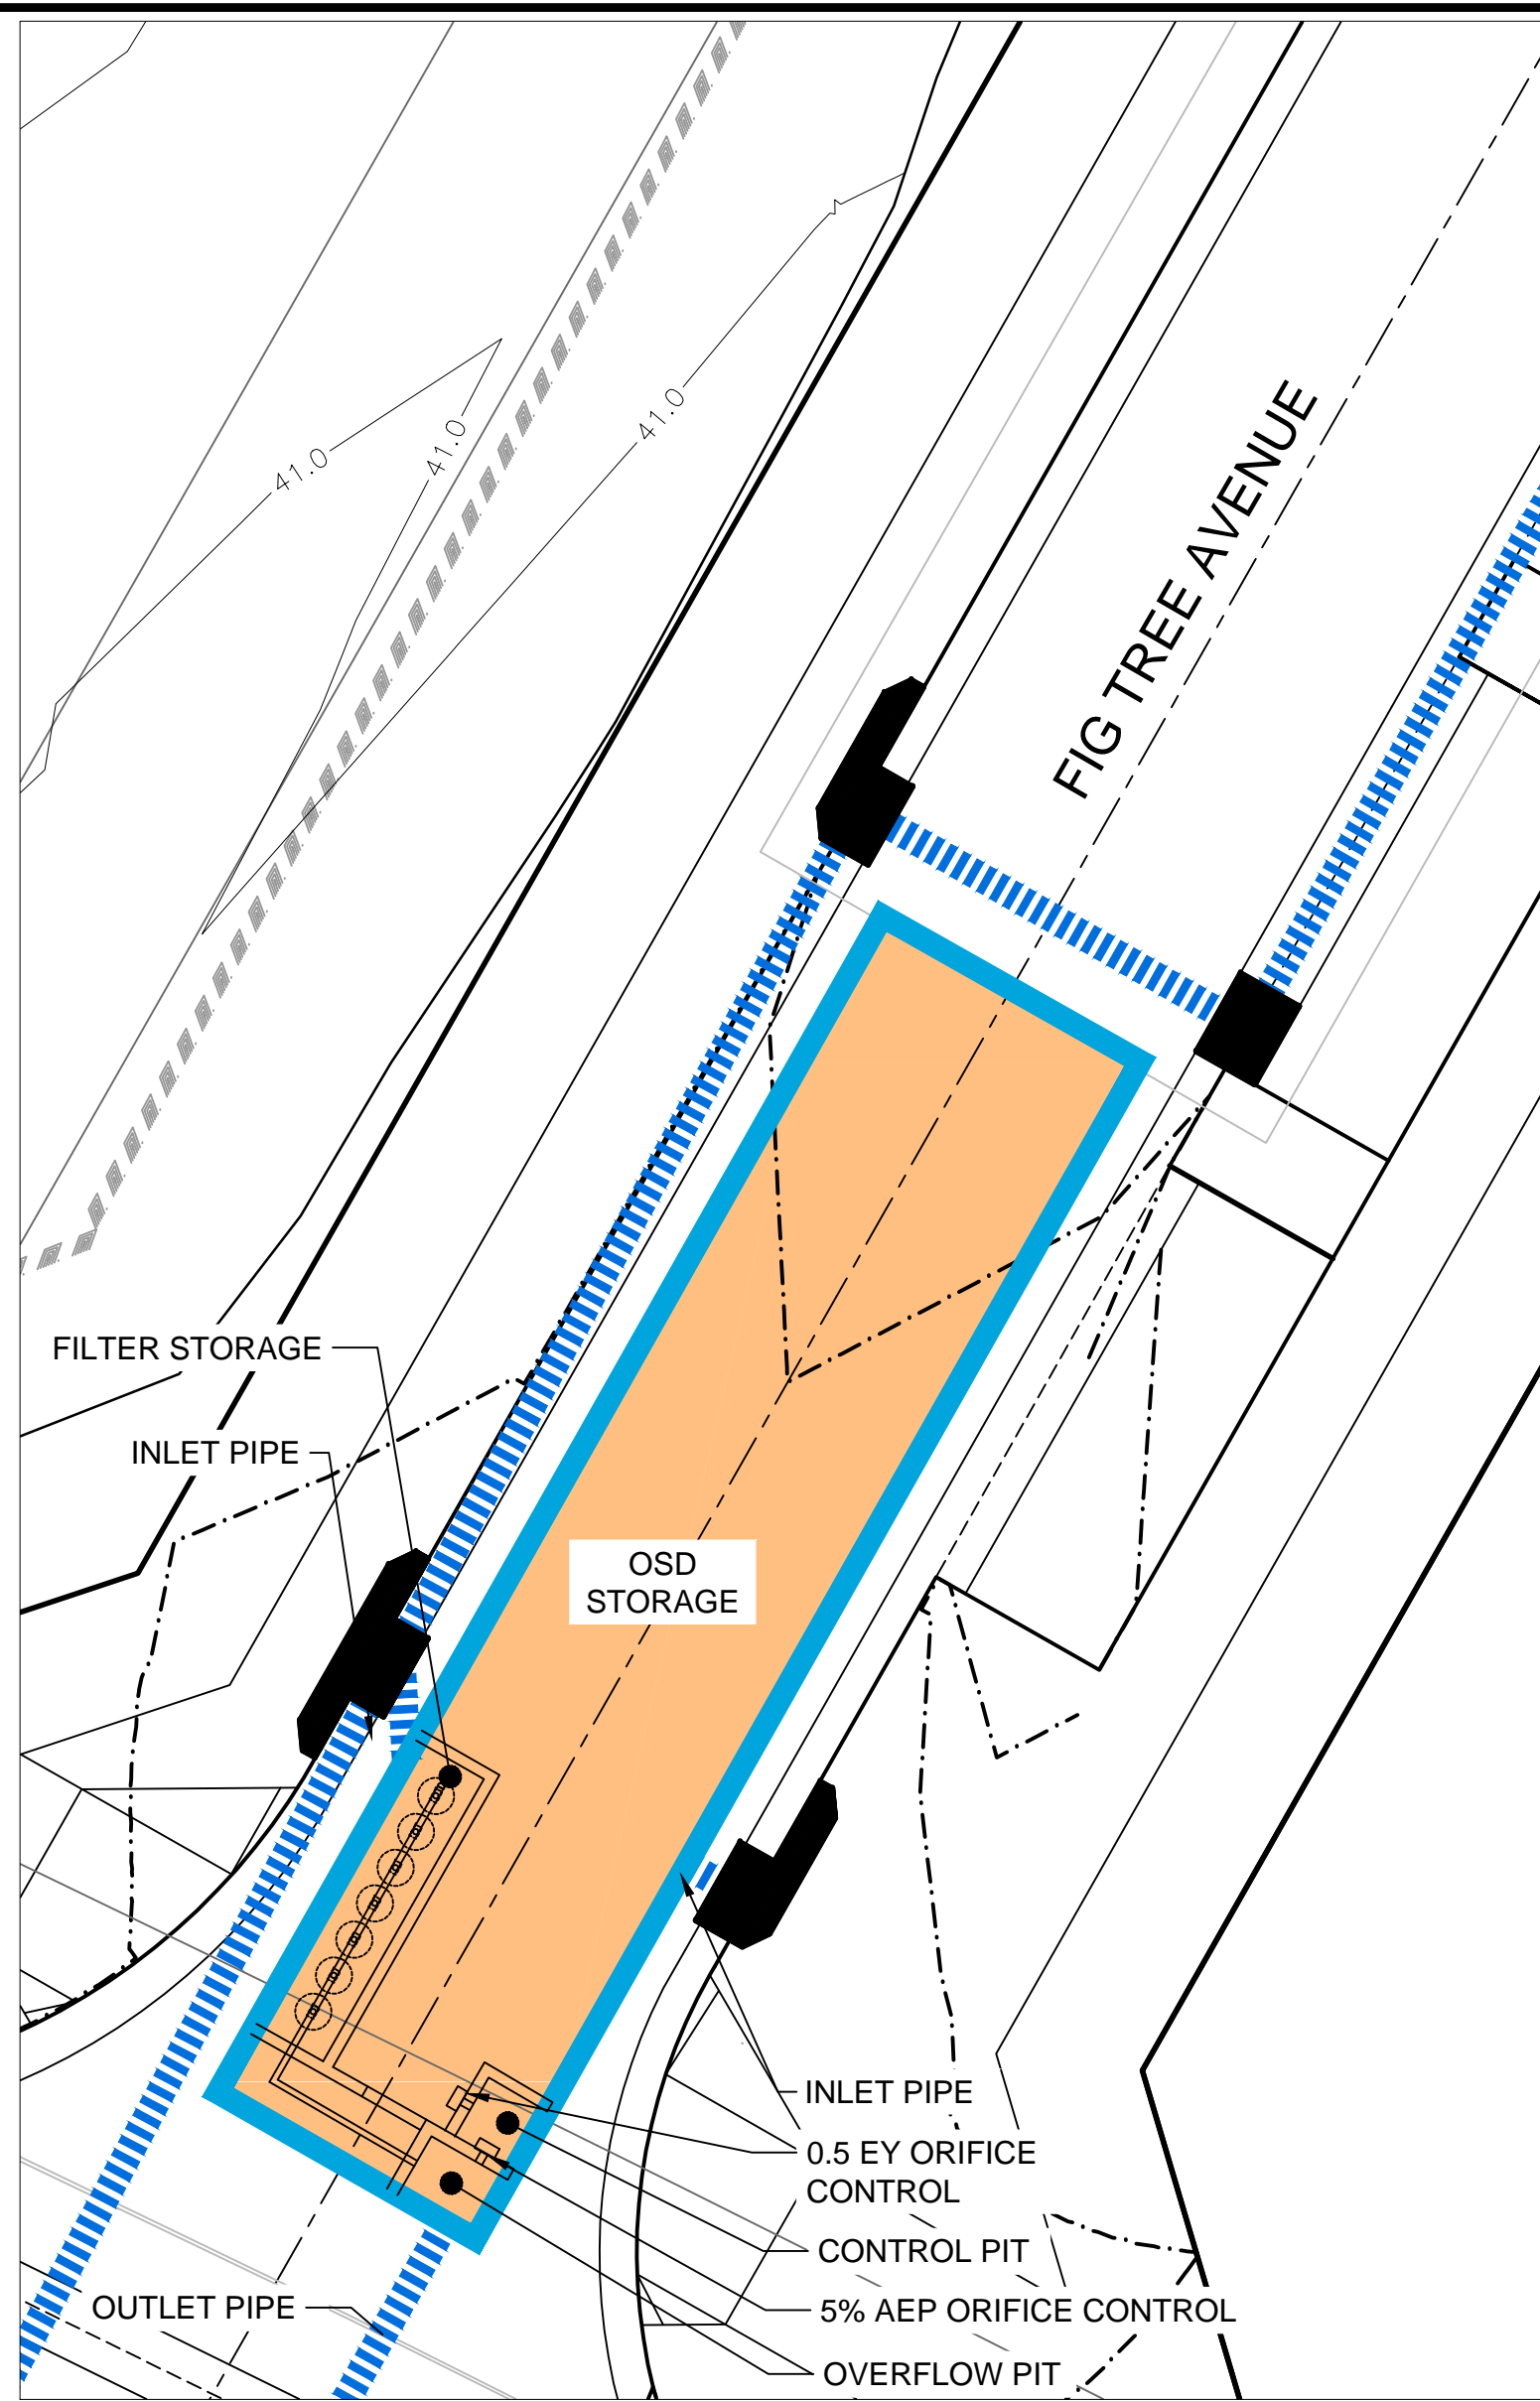 41.0
41.0
41.0
FIG TREE AVENUE
FILTER STORAGE
INLET PIPE
OSD
STORAGE
INLET PIPE
0.5 EY ORIFICE
CONTROL
CONTROL PIT
OUTLET PIPE
5% AEP ORIFICE CONTROL
OVERFLOW PIT